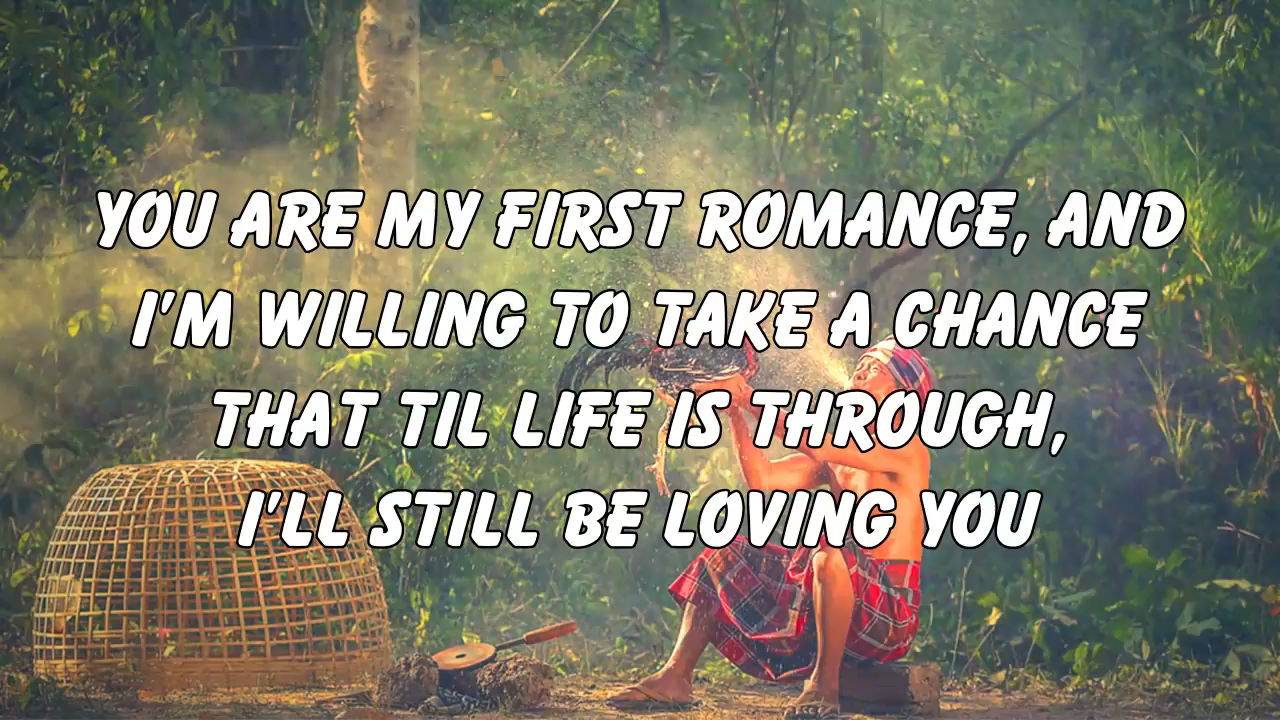 YOU ARE MY FIRST ROMANCE, AND
I'M WILLING TO TAKE A CHANCE
THAT TIL LIFE IS THROUGH,
I'LL STILL BE LOVING YOU